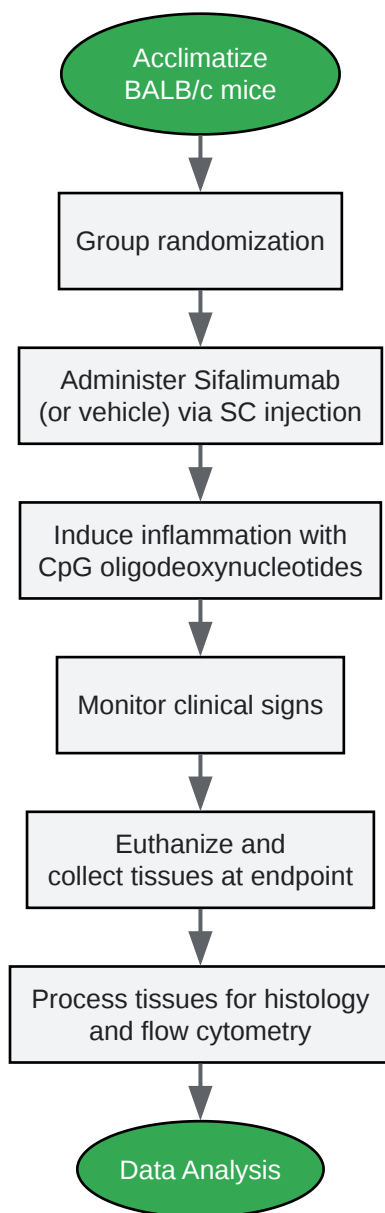 Acclimatize
BALB/c mice
Group randomization
Administer Sifalimumab
(or vehicle) via SC injection
Induce inflammation with
CpG oligodeoxynucleotides
Monitor clinical signs
Euthanize and
collect tissues at endpoint
Process tissues for histology
and flow cytometry
Data Analysis